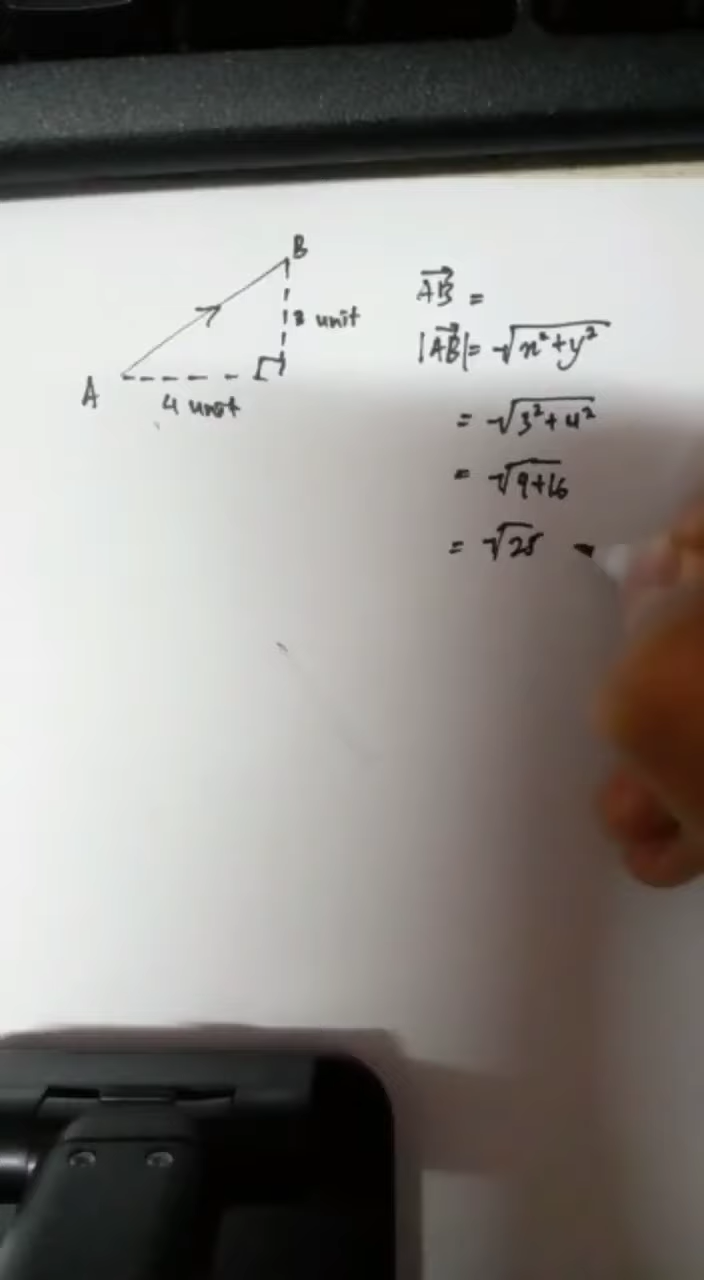 B
3 unit
A
4 unit
AB⃗ =
|AB⃗| = √x²+y²
= √3²+4²
= √9+16
= √25